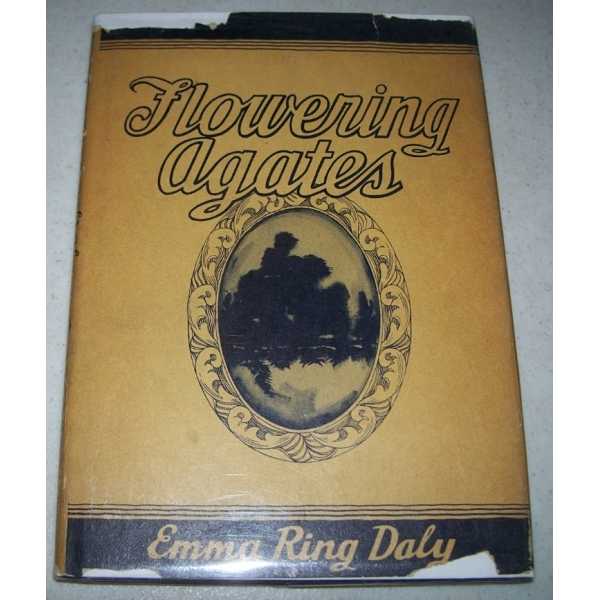 Flowering
Agates
Emma Ring Daly